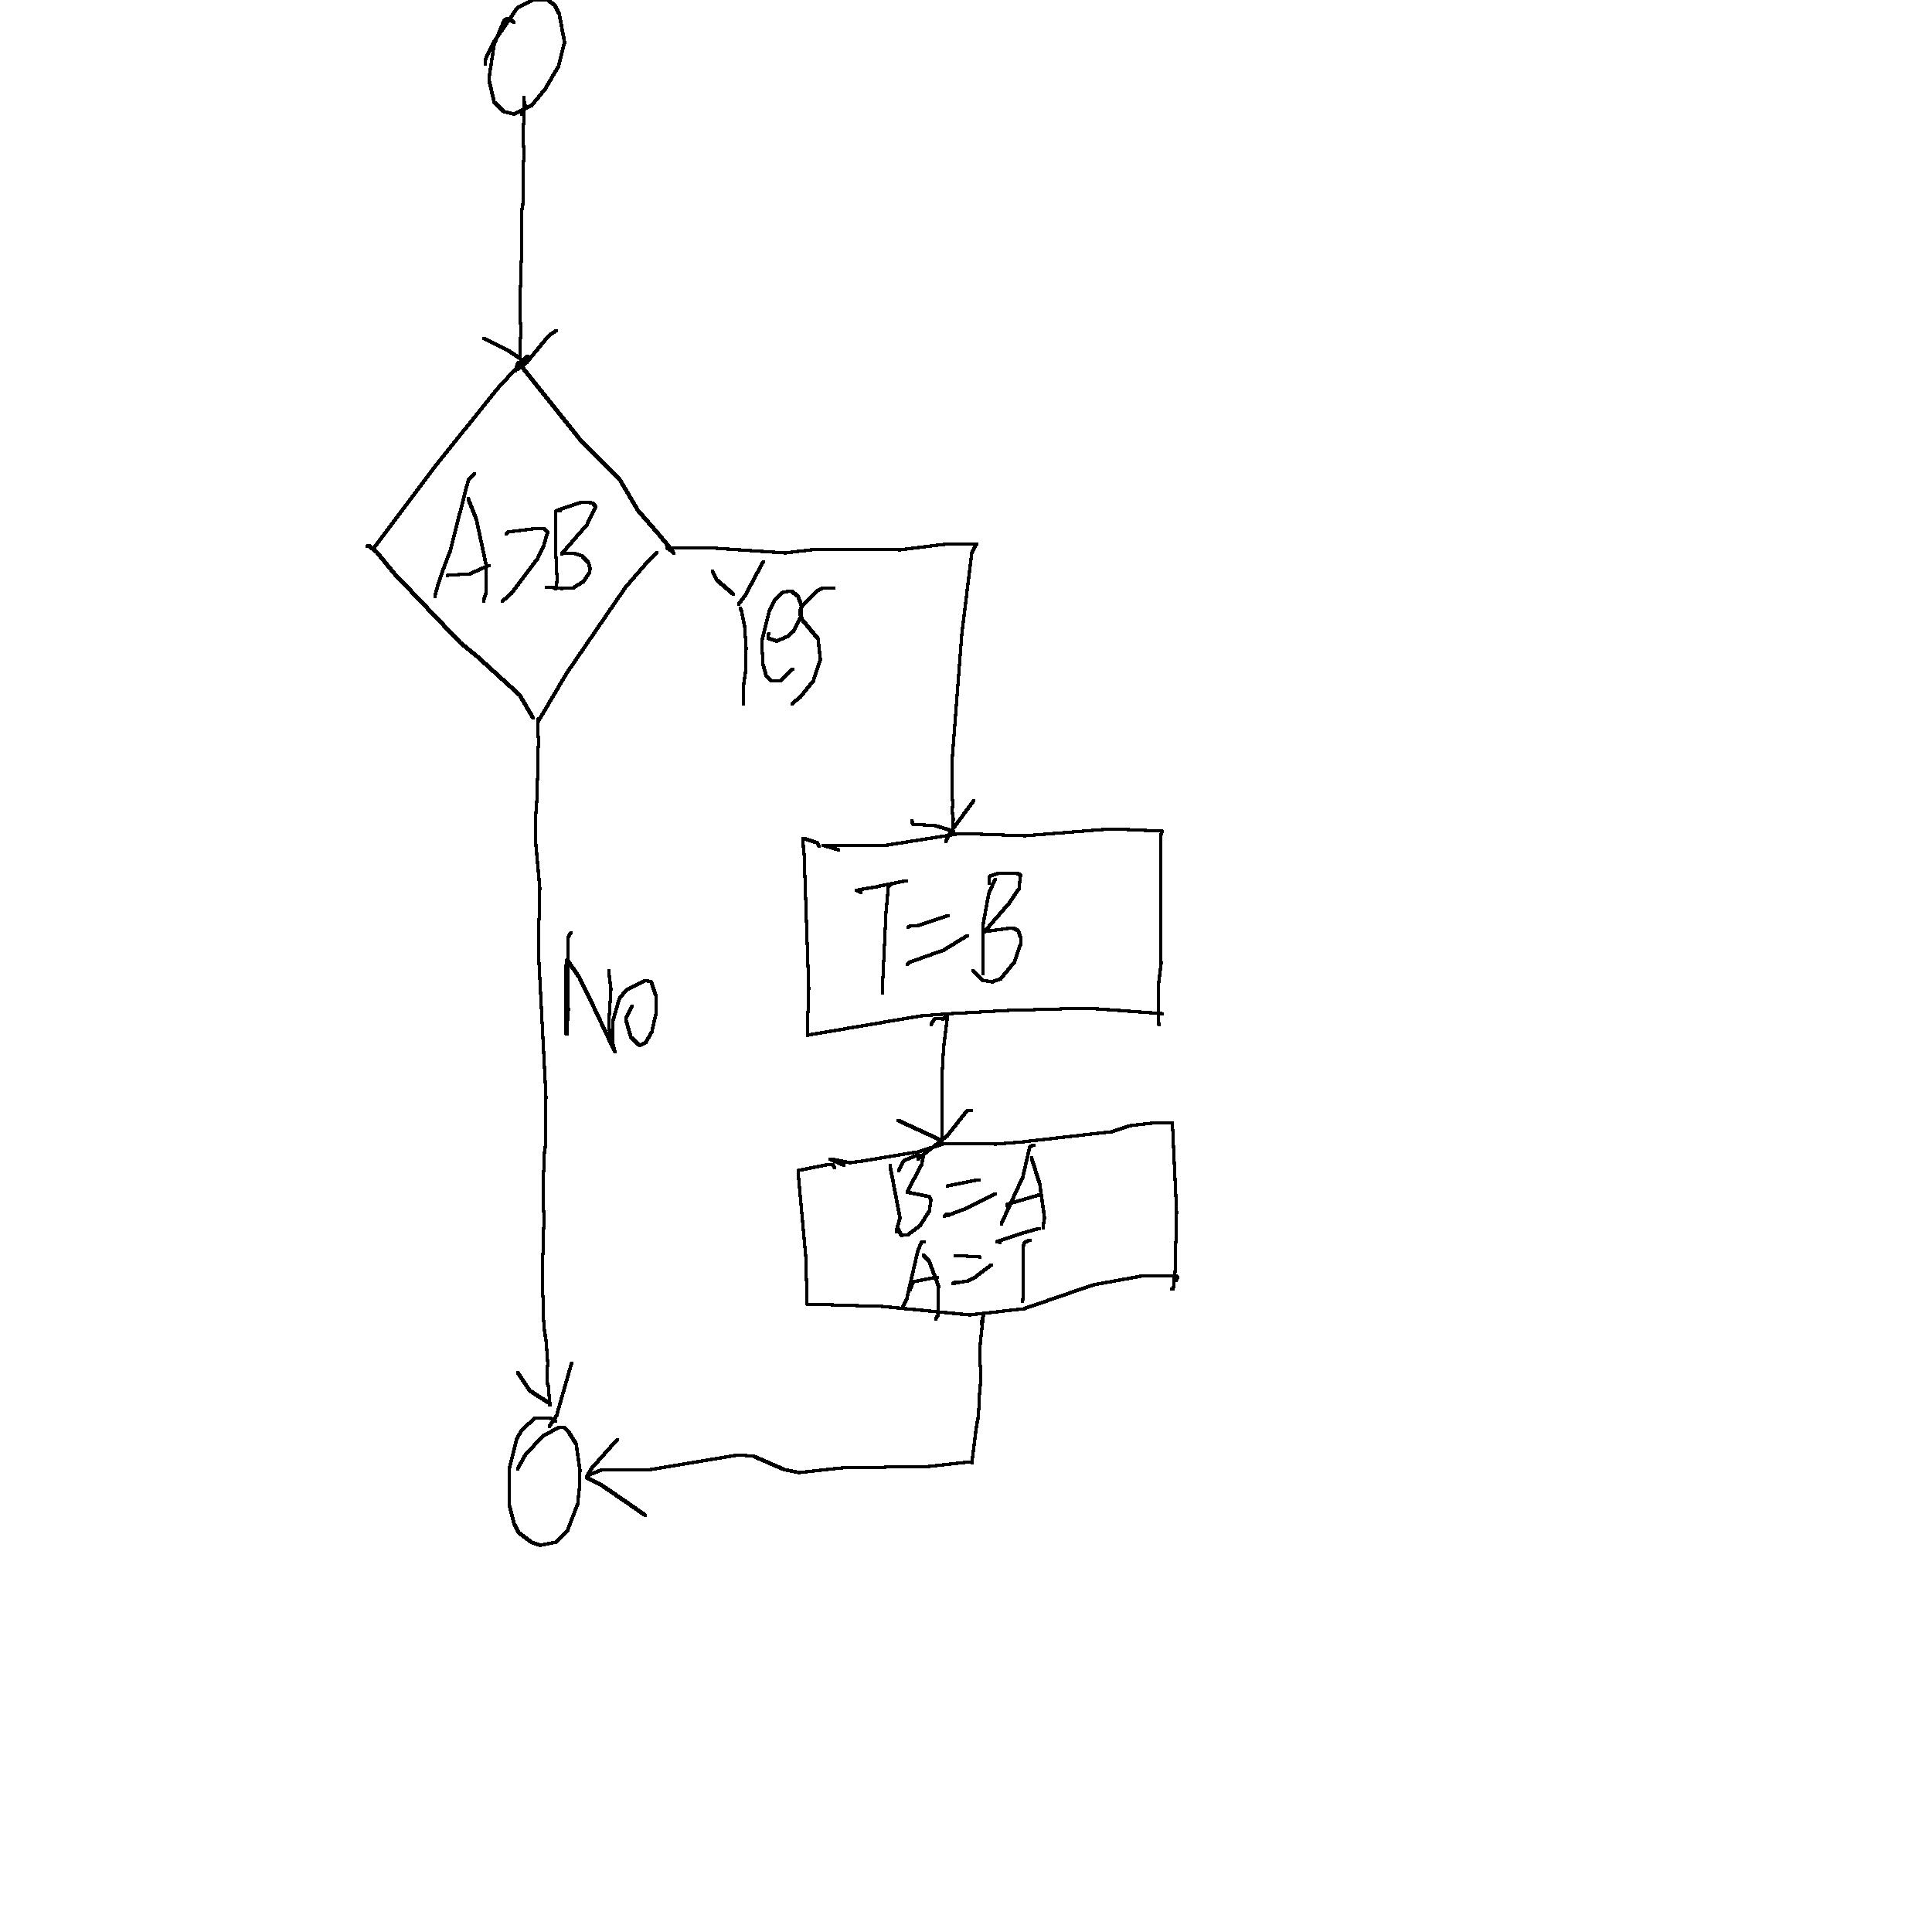 A>B
Yes
No
T=B
B=A
A=T